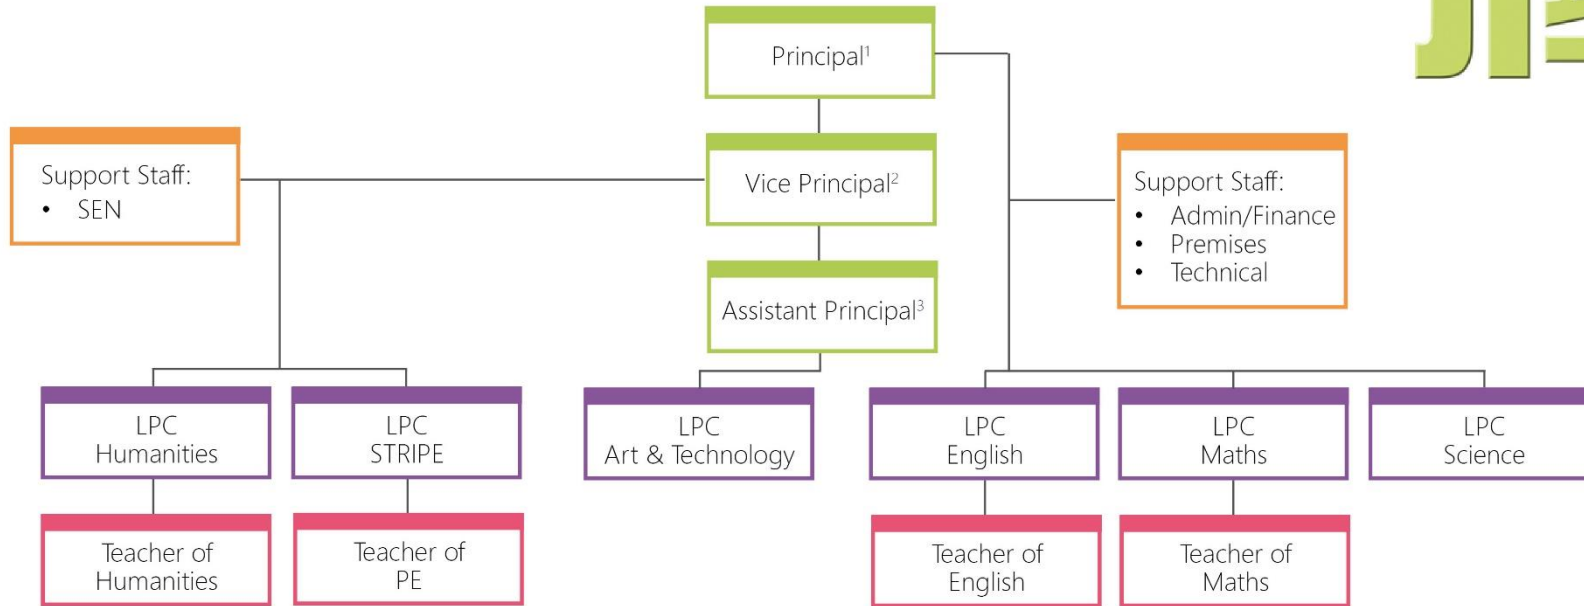 Principal¹
Support Staff:
• SEN
Vice Principal²
Support Staff:
• Admin/Finance
• Premises
• Technical
Assistant Principal³
LPC
Humanities
LPC
STRIPE
LPC
Art & Technology
LPC
English
LPC
Maths
LPC
Science
Teacher of
Humanities
Teacher of
PE
Teacher of
English
Teacher of
Maths